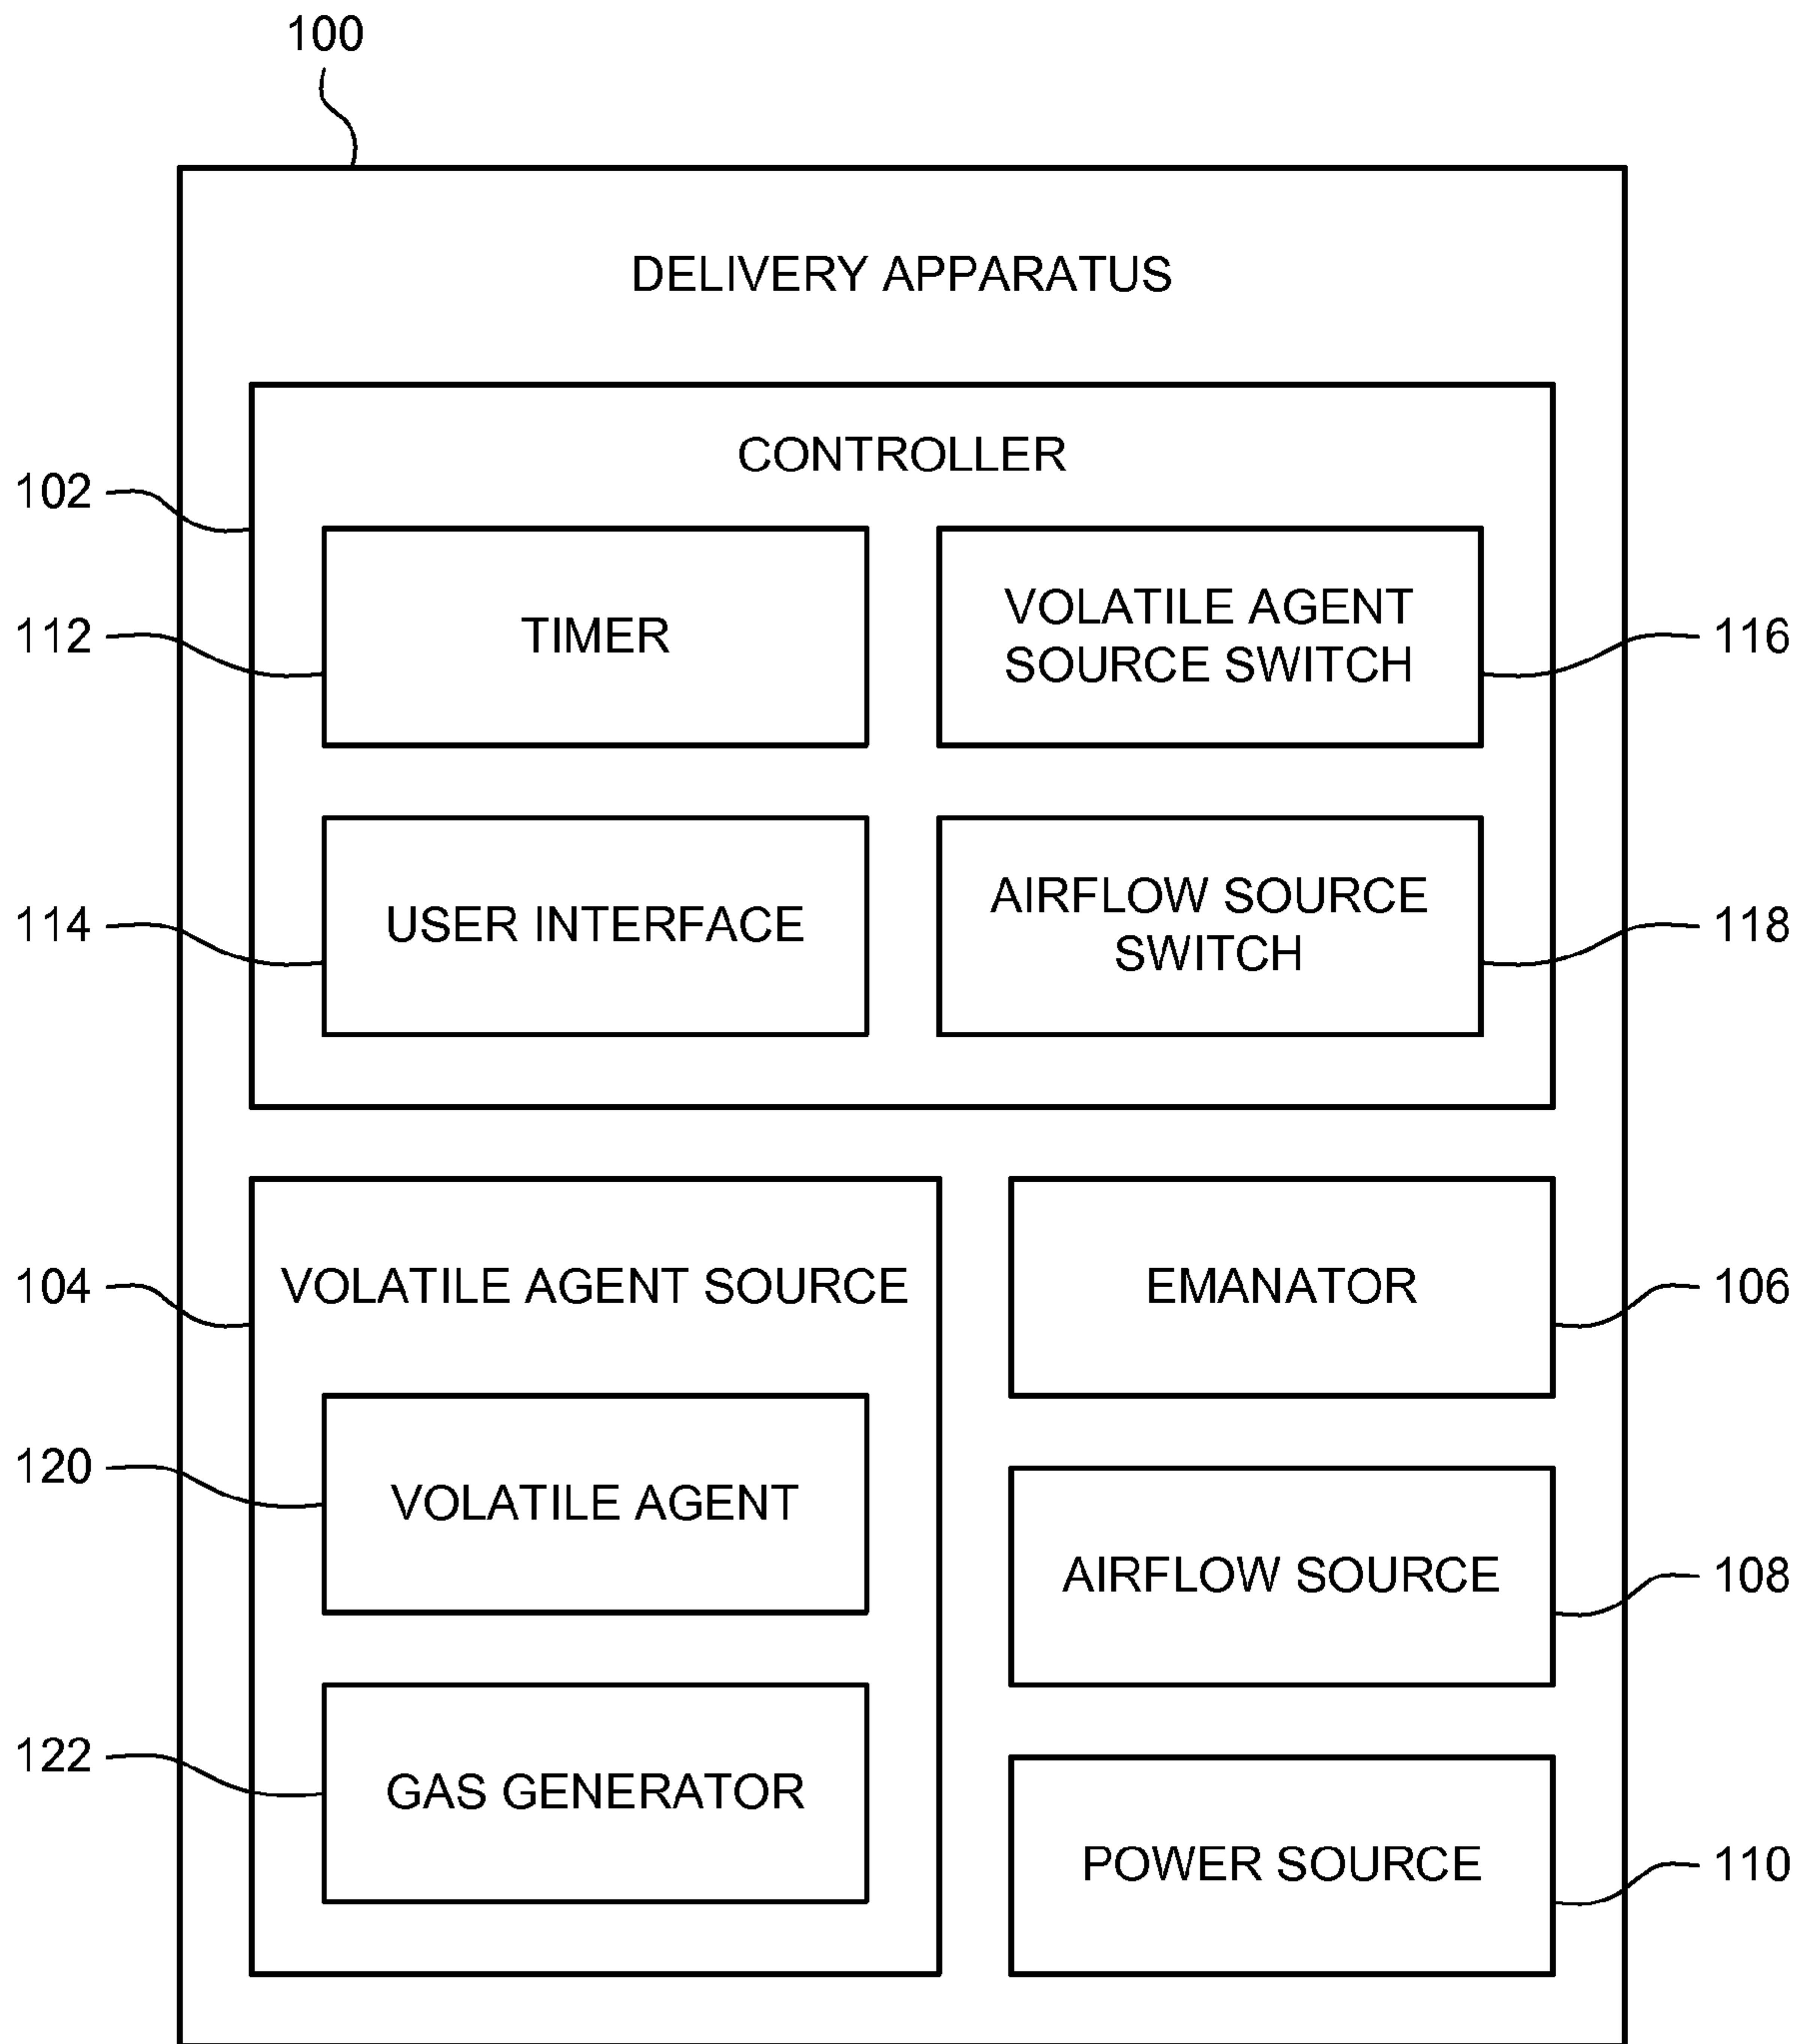 100
DELIVERY APPARATUS
CONTROLLER
102
TIMER
VOLATILE AGENT
SOURCE SWITCH
112
116
USER INTERFACE
AIRFLOW SOURCE
SWITCH
114
118
104
VOLATILE AGENT SOURCE
EMANATOR
106
120
VOLATILE AGENT
AIRFLOW SOURCE
108
122
GAS GENERATOR
POWER SOURCE
110